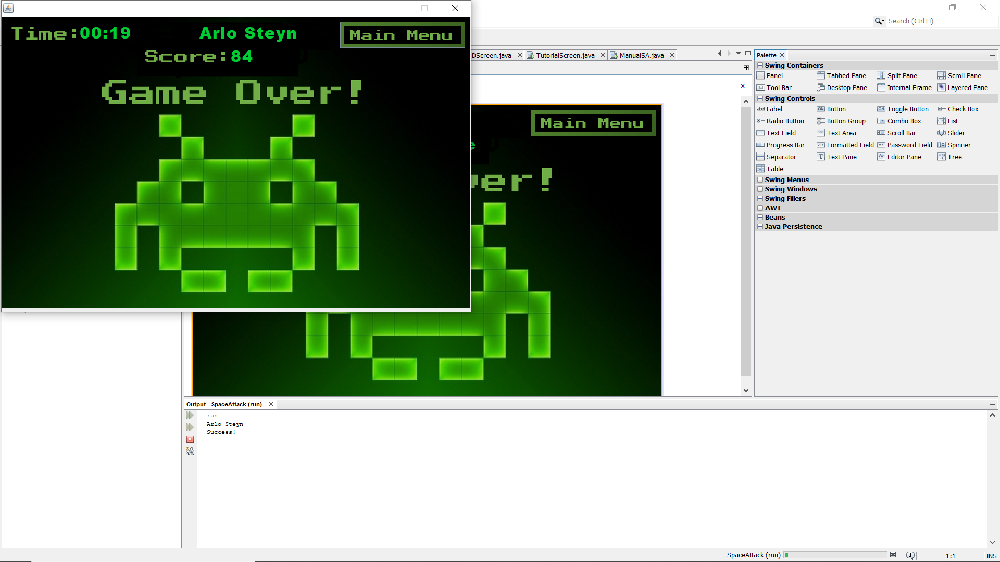 Time:00:19
Arlo Steyn
Main Menu
Score:84
Game Over!
Search (Ctrl+I)
DScreen.java
TutorialScreen.java
ManualSA.java
x
Main Menu
e
ver!
Palette
Swing Containers
Panel
Tabbed Pane
Split Pane
Scroll Pane
Tool Bar
Desktop Pane
Internal Frame
Layered Pane
Swing Controls
Label
Button
Toggle Button
Check Box
Radio Button
Button Group
Combo Box
List
Text Field
Text Area
Scroll Bar
Slider
Progress Bar
Formatted Field
Password Field
Spinner
Separator
Text Pane
Editor Pane
Tree
Table
Swing Menus
Swing Windows
Swing Fillers
AWT
Beans
Java Persistence
Output - SpaceAttack (run)
run:
Arlo Steyn
Success!
SpaceAttack (run)
1
1:1
INS